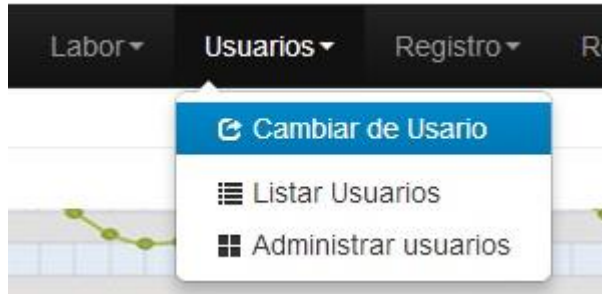 Labor Usuarios Registro R
Cambiar de Usario
Listar Usuarios
Administrar usuarios